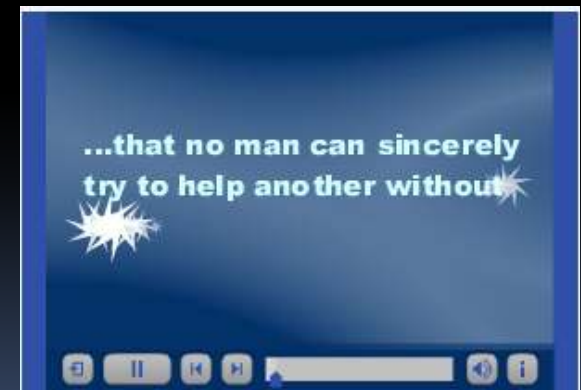 ...that no man can sincerely
try to help another without